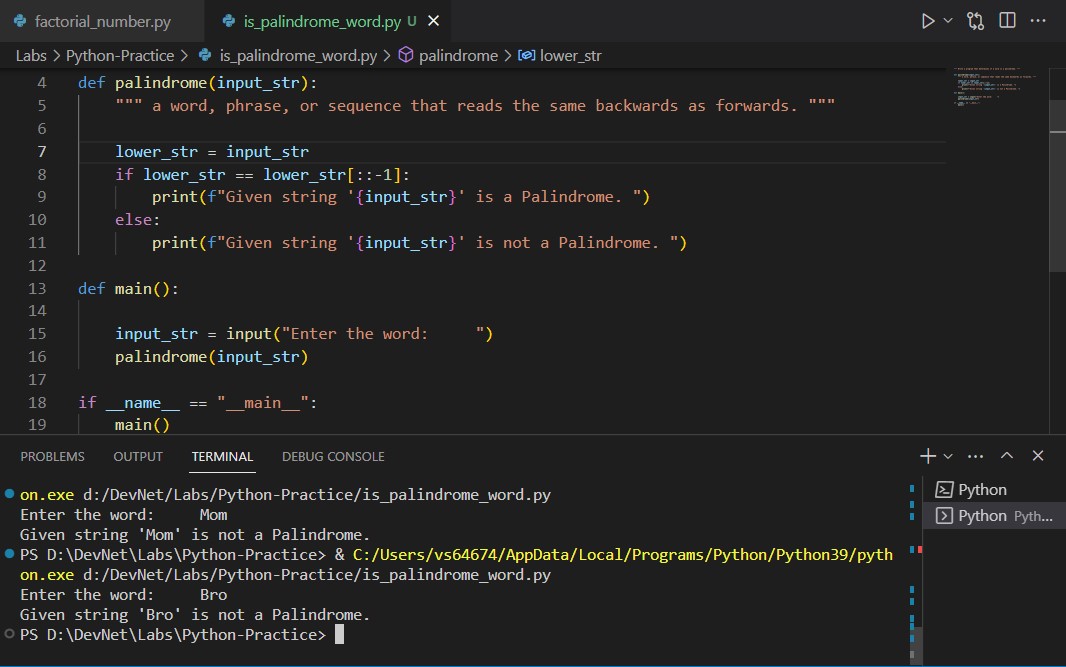 factorial_number.py
is_palindrome_word.py U
Labs > Python-Practice > is_palindrome_word.py > palindrome > lower_str
4 def palindrome(input_str):
5 """ a word, phrase, or sequence that reads the same backwards as forwards. """
6
7 lower_str = input_str
8 if lower_str == lower_str[::-1]:
9 print(f"Given string '{input_str}' is a Palindrome. ")
10 else:
11 print(f"Given string '{input_str}' is not a Palindrome. ")
12
13 def main():
14
15 input_str = input("Enter the word:     ")
16 palindrome(input_str)
17
18 if __name__ == "__main__":
19 main()
PROBLEMS OUTPUT TERMINAL DEBUG CONSOLE
on.exe d:/DevNet/Labs/Python-Practice/is_palindrome_word.py
Enter the word:     Mom
Given string 'Mom' is not a Palindrome.
PS D:\DevNet\Labs\Python-Practice> & C:/Users/vs64674/AppData/Local/Programs/Python/Python39/pyth
on.exe d:/DevNet/Labs/Python-Practice/is_palindrome_word.py
Enter the word:     Bro
Given string 'Bro' is not a Palindrome.
PS D:\DevNet\Labs\Python-Practice>
Python
Python Pyth...